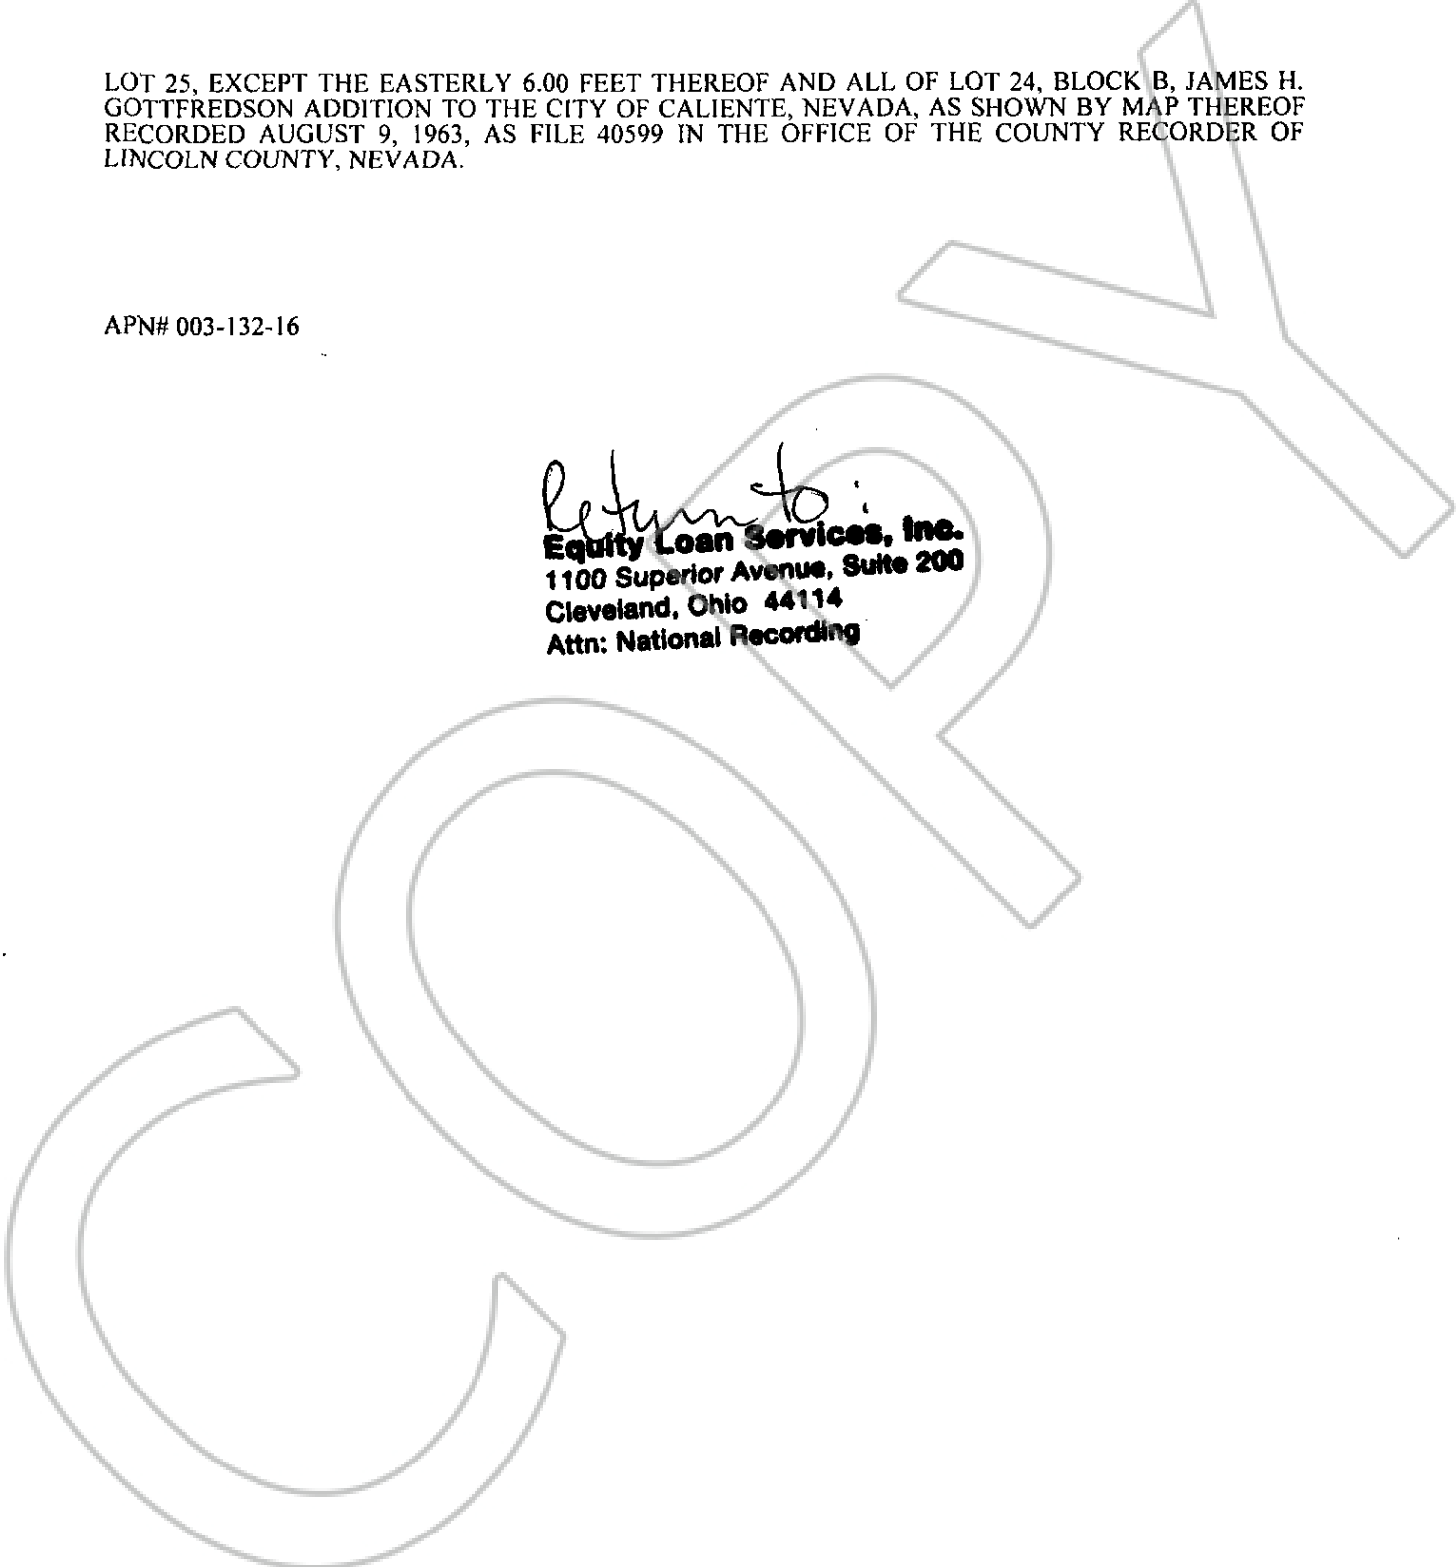 LOT 25, EXCEPT THE EASTERLY 6.00 FEET THEREOF AND ALL OF LOT 24, BLOCK B, JAMES H.
GOTTFREDSON ADDITION TO THE CITY OF CALIENTE, NEVADA, AS SHOWN BY MAP THEREOF
RECORDED AUGUST 9, 1963, AS FILE 40599 IN THE OFFICE OF THE COUNTY RECORDER OF
LINCOLN COUNTY, NEVADA.
APN# 003-132-16
Return to:
Equity Loan Services, Inc.
1100 Superior Avenue, Suite 200
Cleveland, Ohio 44114
Attn: National Recording
COPY